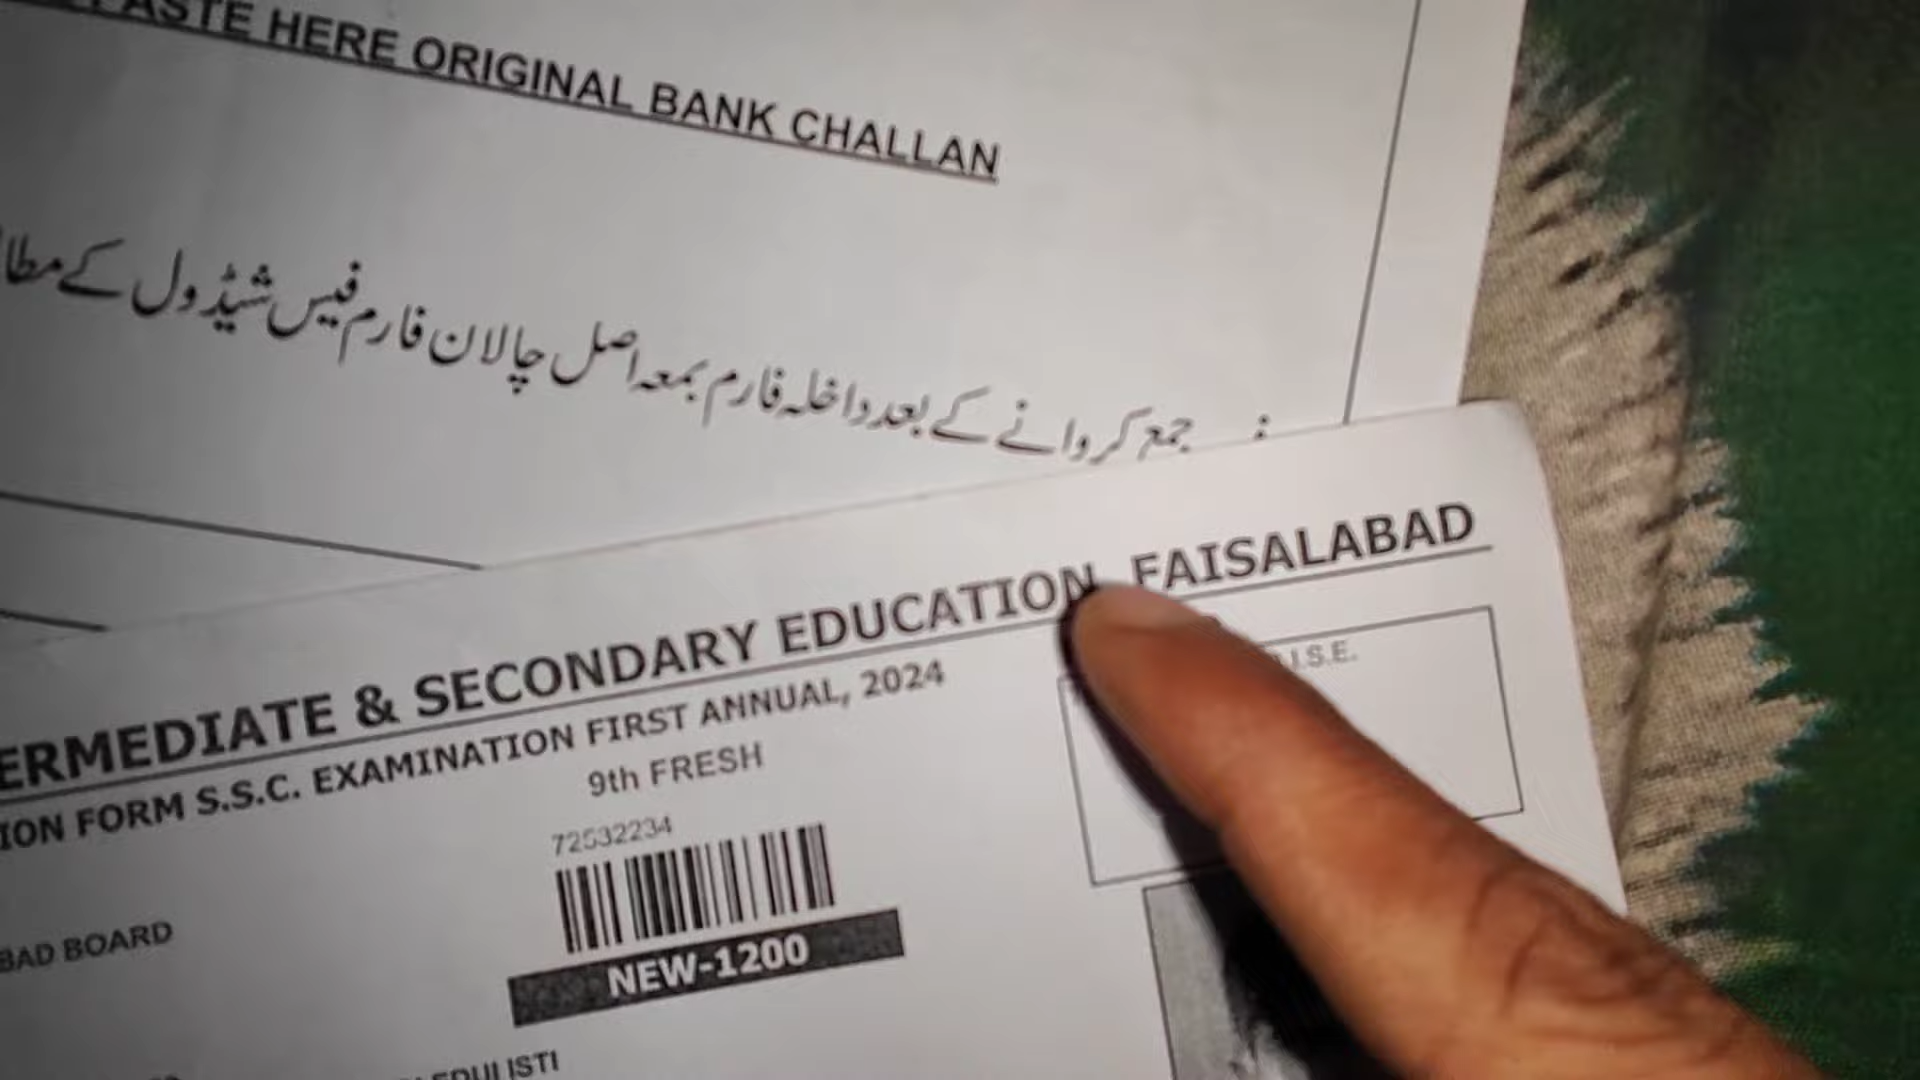 PASTE HERE ORIGINAL BANK CHALLAN
: جمع کروانے کے بعد داخلہ فارم بمعہ اصل چالان فارم فیس شیڈول کے مطا
ERMEDIATE & SECONDARY EDUCATION, FAISALABAD
ION FORM S.S.C. EXAMINATION FIRST ANNUAL, 2024
I.S.E.
9th FRESH
72532234
BAD BOARD
NEW-1200